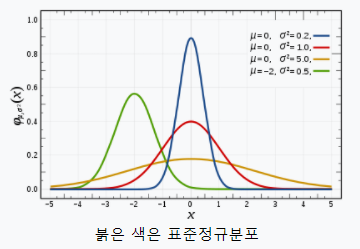 1.0
μ=0, σ²=0.2,
μ=0, σ²=1.0,
μ=0, σ²=5.0,
μ=−2, σ²=0.5,
0.8
0.6
0.4
0.2
0.0
φμ,σ²(x)
−5 −4 −3 −2 −1 0 1 2 3 4 5
x
붉은 색은 표준정규분포